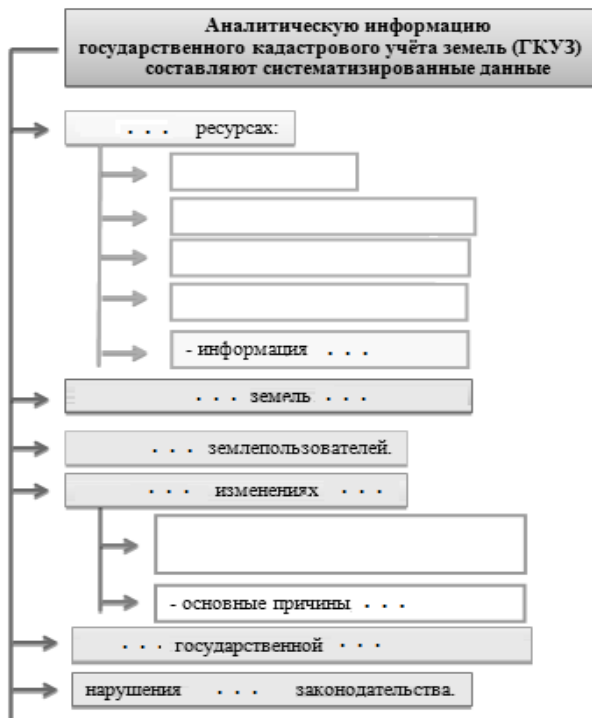 Аналитическую информацию
государственного кадастрового учёта земель (ГКУЗ)
составляют систематизированные данные
. . . ресурсах:
- информация . . .
. . . земель . . .
. . . землепользователей.
. . . изменениях . . .
- основные причины . . .
. . . государственной . . .
нарушения . . . законодательства.